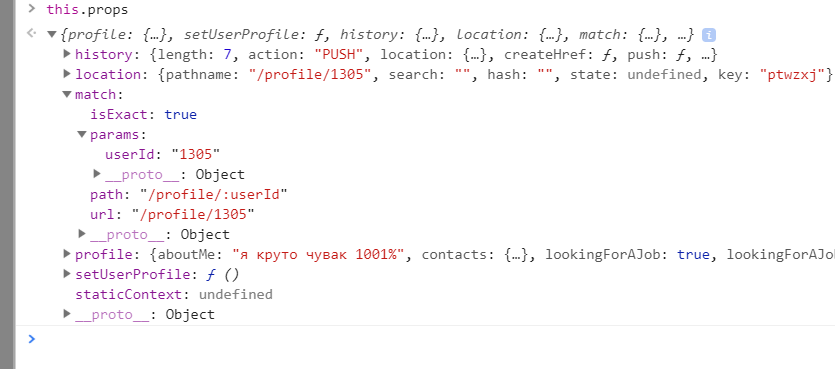 this.props
{profile: {…}, setUserProfile: ƒ, history: {…}, location: {…}, match: {…}, …} i
history: {length: 7, action: "PUSH", location: {…}, createHref: ƒ, push: ƒ, …}
location: {pathname: "/profile/1305", search: "", hash: "", state: undefined, key: "ptwzxj"}
match:
isExact: true
params:
userId: "1305"
__proto__: Object
path: "/profile/:userId"
url: "/profile/1305"
__proto__: Object
profile: {aboutMe: "я круто чувак 1001%", contacts: {…}, lookingForAJob: true, lookingForAJo
setUserProfile: ƒ ()
staticContext: undefined
__proto__: Object